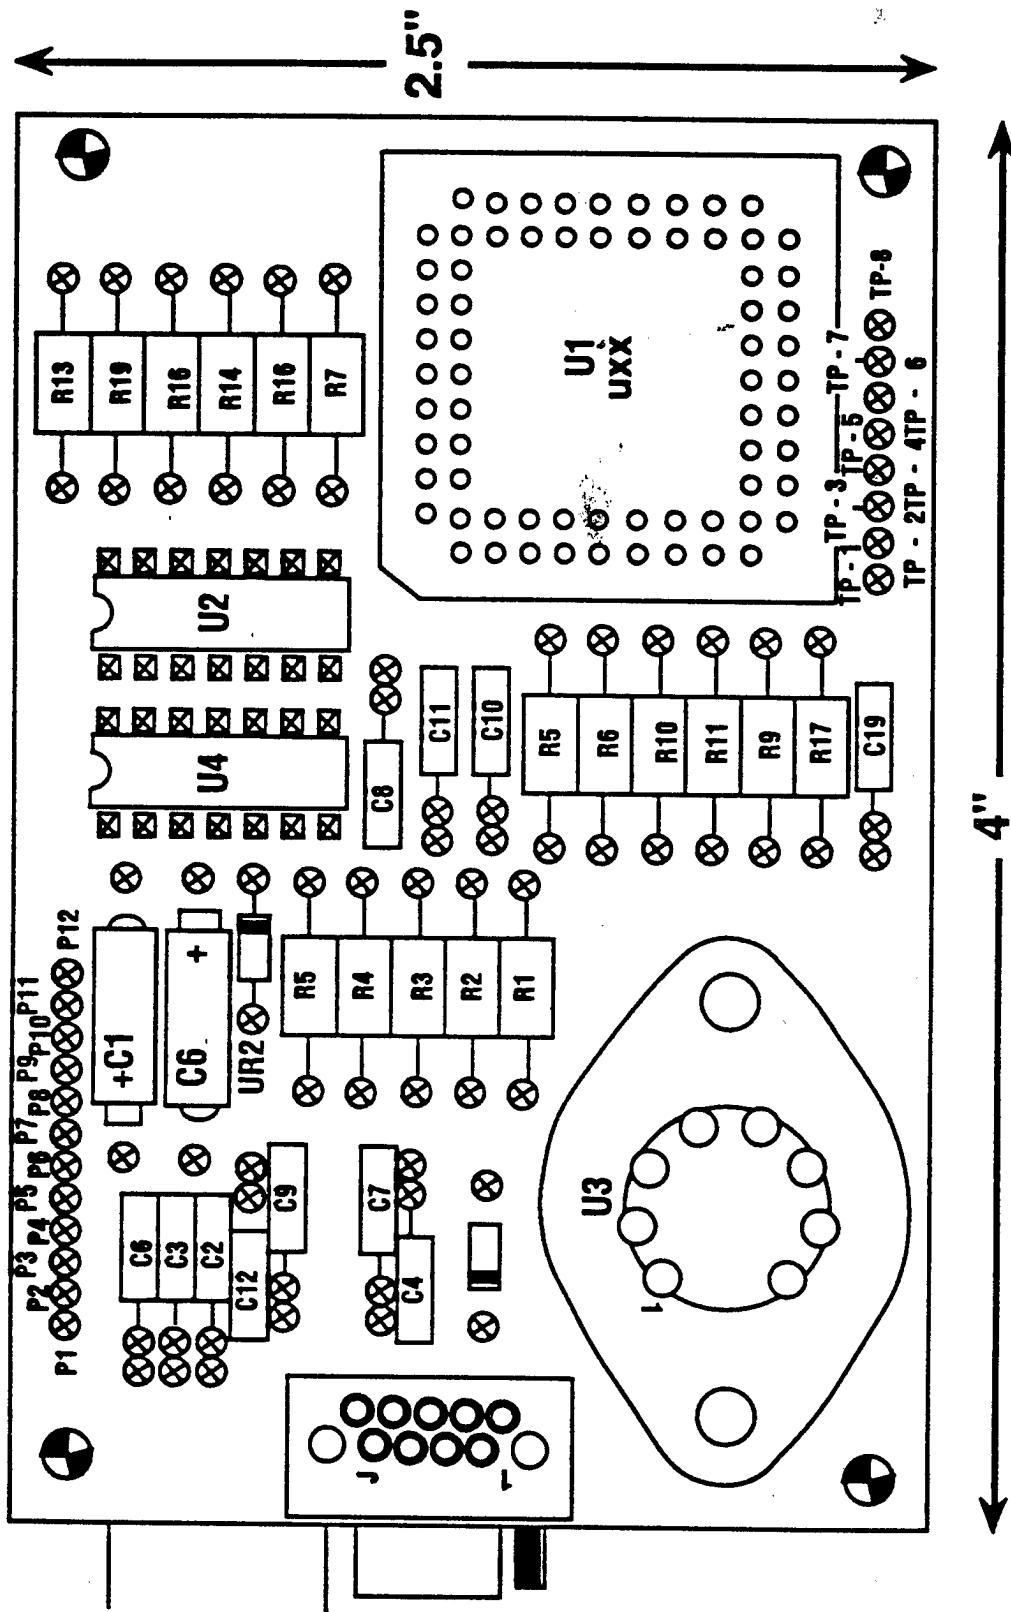 2.5"
4"
R13
R19
R16
R14
R16
R7
U1
uxx
TP-8
TP - 7
TP - 6
TP - 5
TP - 4
TP - 3
TP - 2
TP - 1
U2
U4
C8
C11
C10
R5
R6
R10
R11
R9
R17
C19
P12
P11
P10
P9
P8
P7
P6
P5
P4
P3
P2
P1
+C1
C6
+
UR2
R5
R4
R3
R2
R1
C6
C3
C2
C12
C9
C7
C4
U3
1
J
1